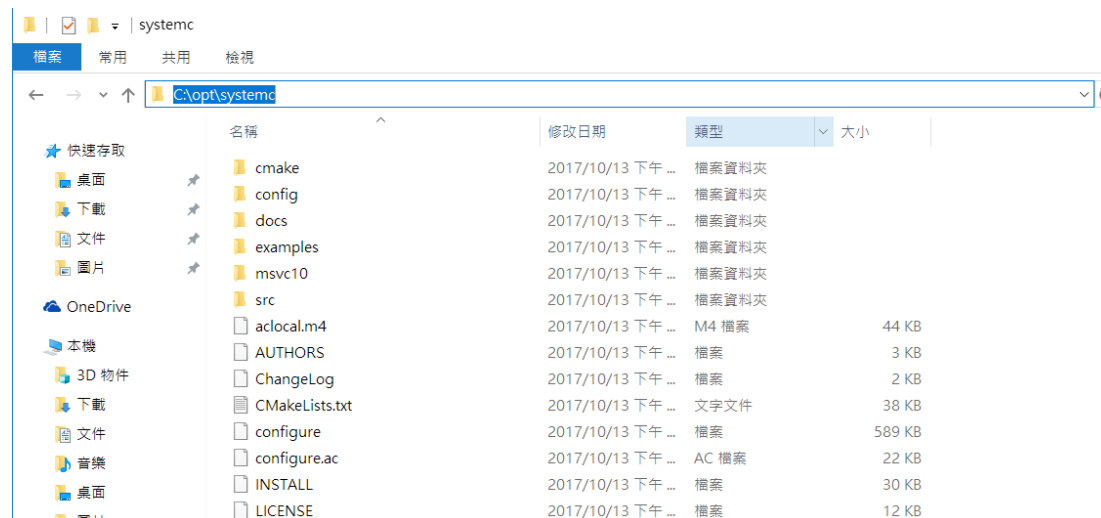 systemc
檔案 常用 共用 檢視
C:\opt\systemc
名稱 修改日期 類型 大小
快速存取
桌面
下載
文件
圖片
OneDrive
本機
3D 物件
下載
文件
音樂
桌面
cmake 2017/10/13 下午 ... 檔案資料夾
config 2017/10/13 下午 ... 檔案資料夾
docs 2017/10/13 下午 ... 檔案資料夾
examples 2017/10/13 下午 ... 檔案資料夾
msvc10 2017/10/13 下午 ... 檔案資料夾
src 2017/10/13 下午 ... 檔案資料夾
aclocal.m4 2017/10/13 下午 ... M4 檔案 44 KB
AUTHORS 2017/10/13 下午 ... 檔案 3 KB
ChangeLog 2017/10/13 下午 ... 檔案 2 KB
CMakeLists.txt 2017/10/13 下午 ... 文字文件 38 KB
configure 2017/10/13 下午 ... 檔案 589 KB
configure.ac 2017/10/13 下午 ... AC 檔案 22 KB
INSTALL 2017/10/13 下午 ... 檔案 30 KB
LICENSE 2017/10/13 下午 ... 檔案 12 KB